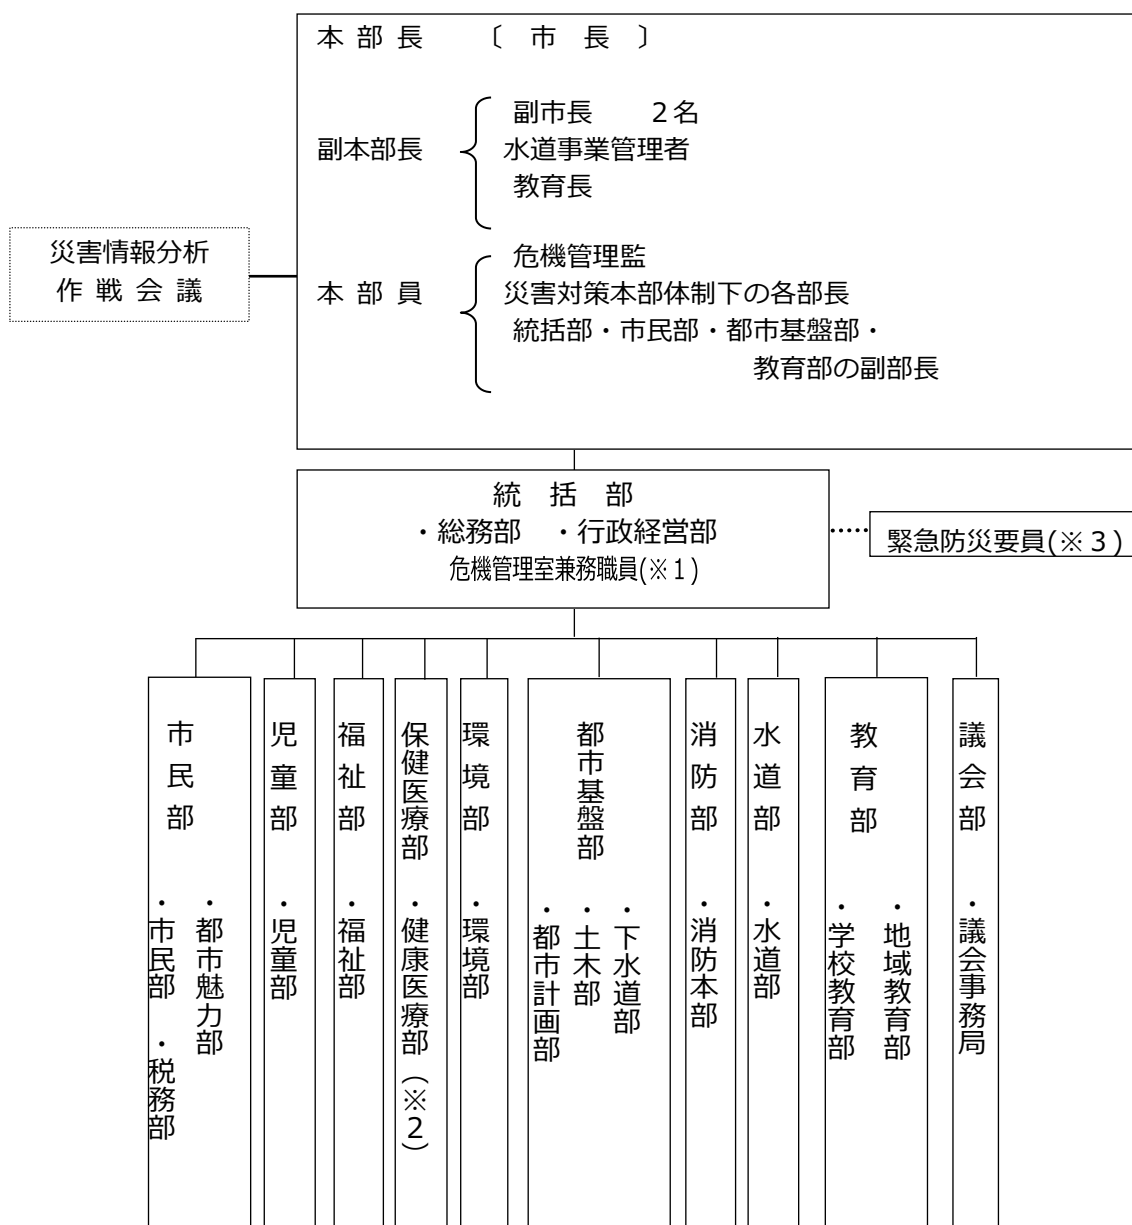 本部長　〔　市　長　〕
副本部長
副市長　　２名
水道事業管理者
教育長
災害情報分析
作戦会議
本部員
危機管理監
災害対策本部体制下の各部長
統括部・市民部・都市基盤部・
教育部の副部長
統　括　部
・総務部　・行政経営部
危機管理室兼務職員(※１)
緊急防災要員(※３)
市民部
・都市魅力部
・市民部　・税務部
児童部
・児童部
福祉部
・福祉部
保健医療部
・健康医療部（※２）
環境部
・環境部
都市基盤部
・下水道部
・土木部
・都市計画部
消防部
・消防本部
水道部
・水道部
教育部
・地域教育部
・学校教育部
議会部
・議会事務局